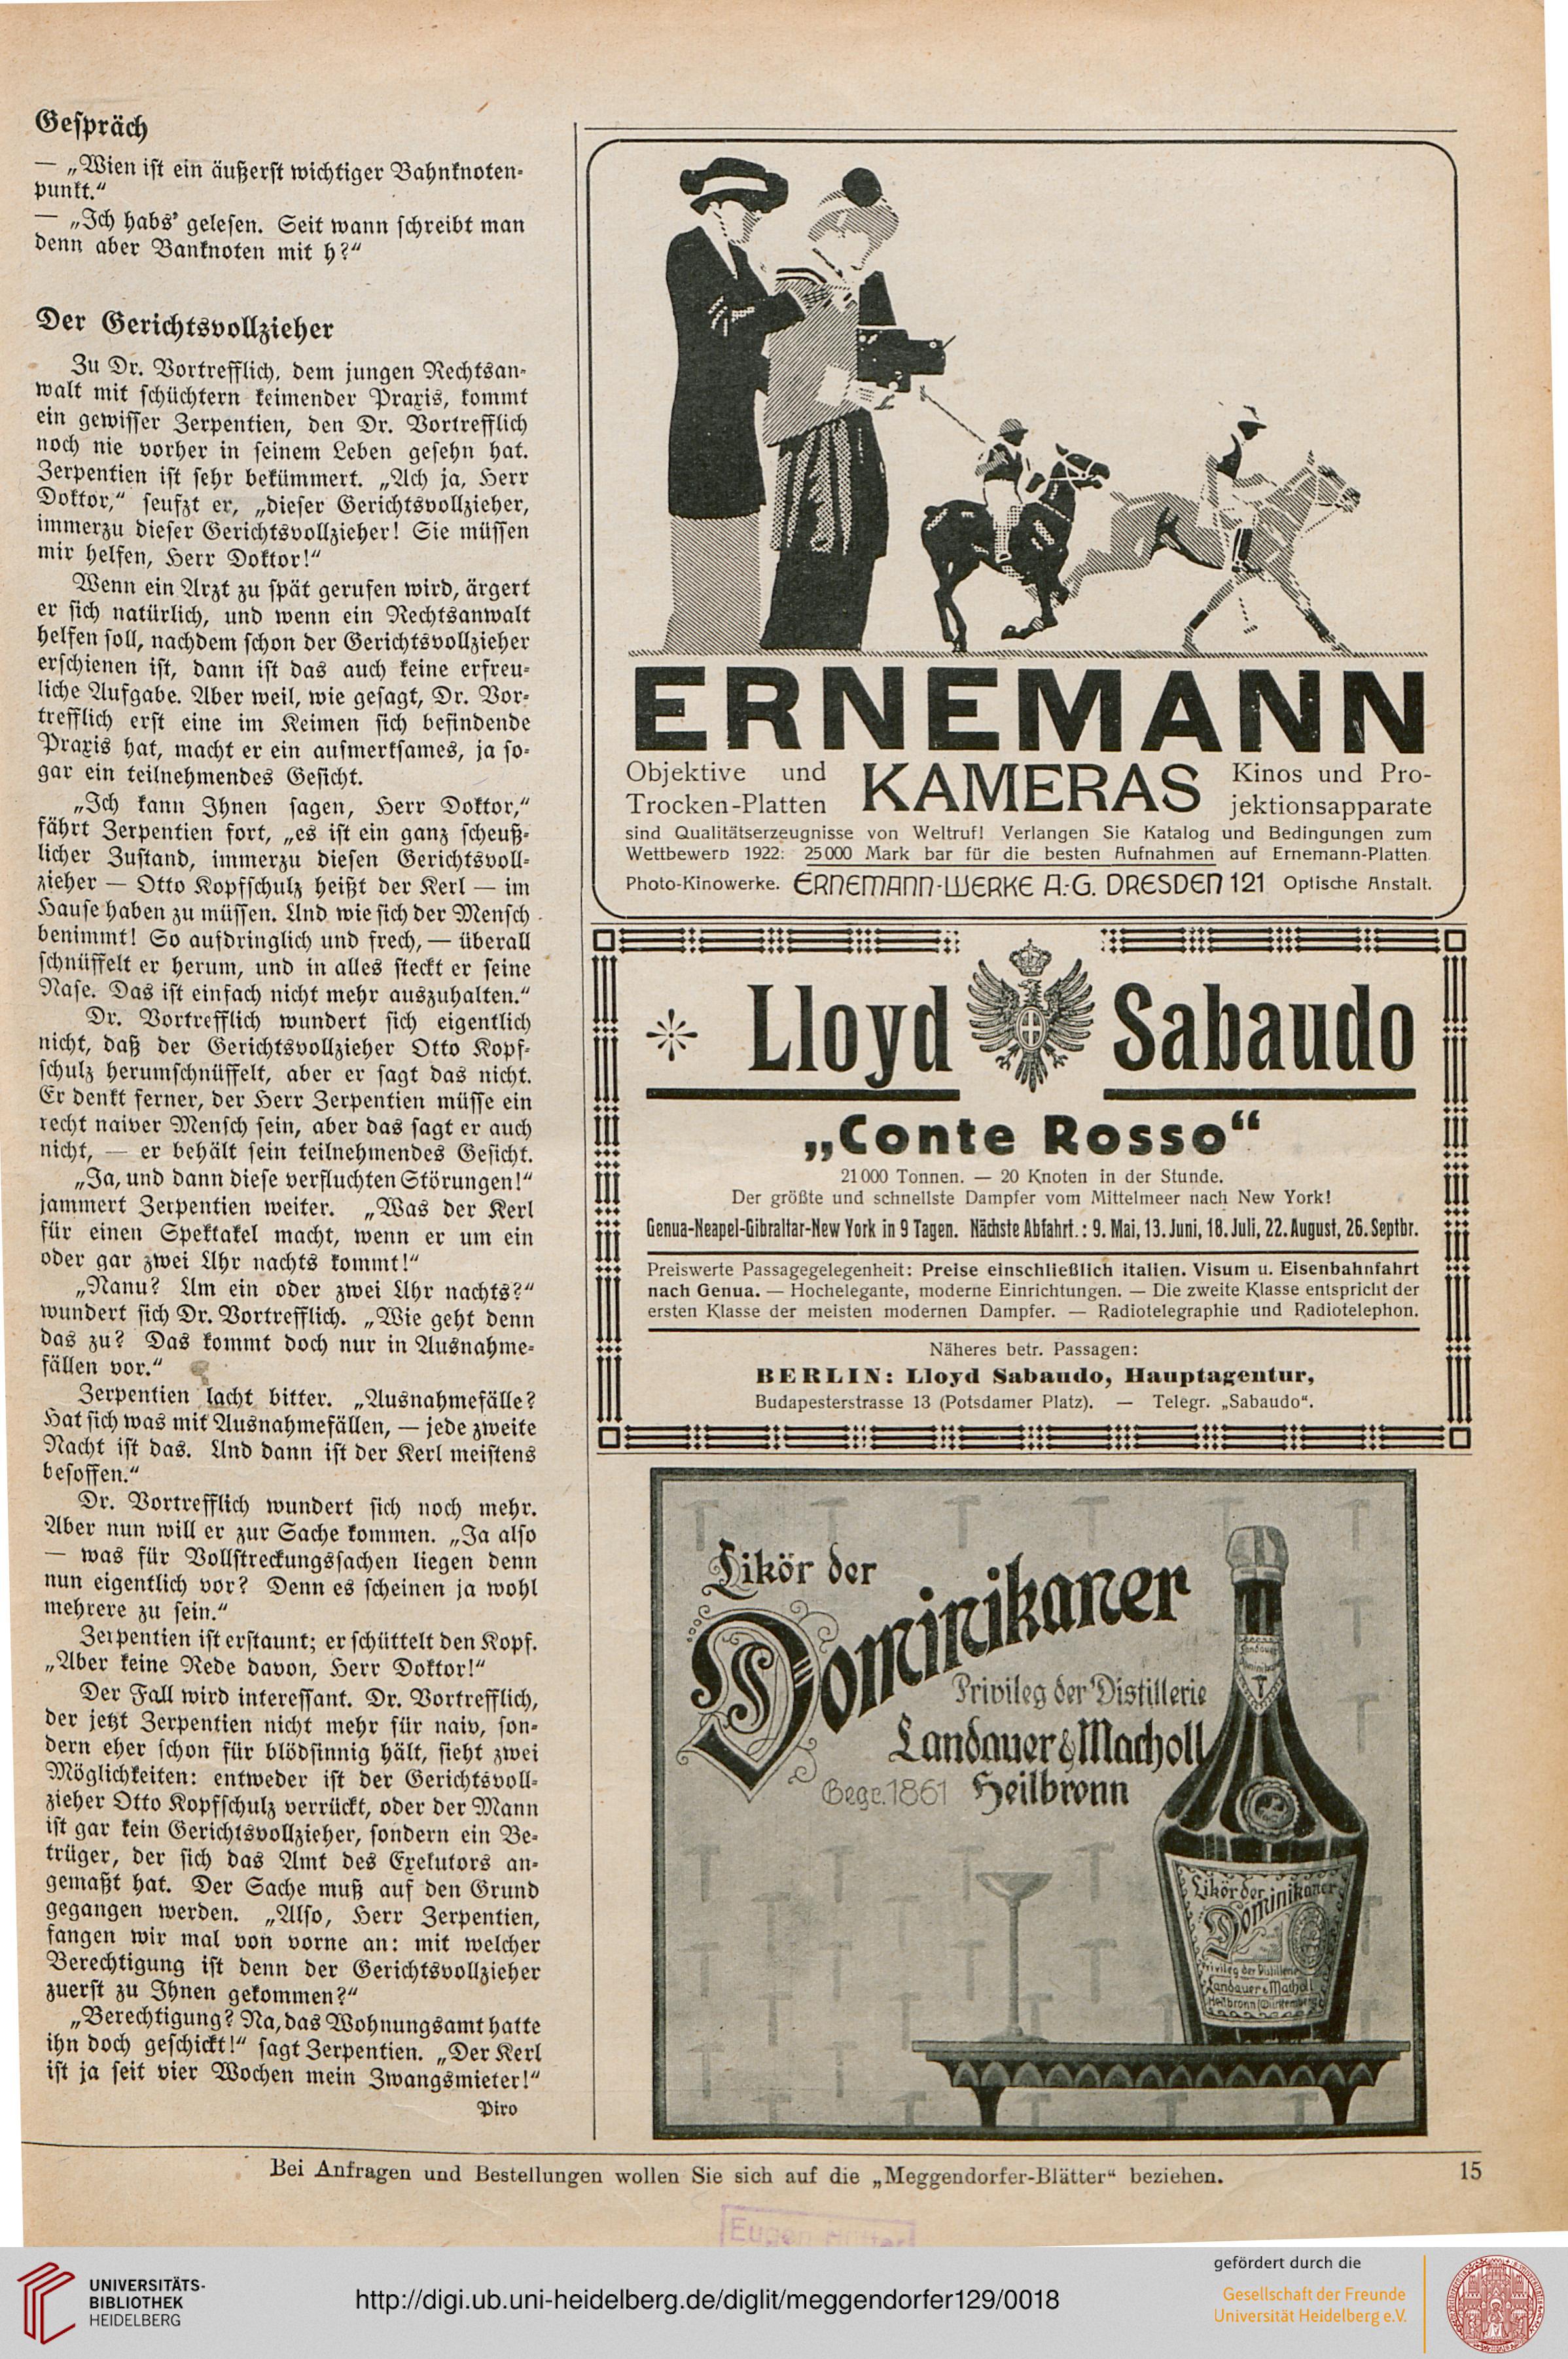 Gespräch
— „Wien ist ein äußerst wichtiger Bahnknoten-
punkt.“
— „Ich habs' gelesen. Seit wann schreibt man
denn aber Banknoten mit h?“
Der Gerichtsvollzieher
Zu Dr. Vortrefflich, dem jungen Rechtsan-
walt mit schüchtern keimender Praxis, kommt
ein gewisser Zerpentien, den Dr. Vortrefflich
noch nie vorher in seinem Leben gesehn hat.
Zerpentien ist sehr bekümmert. „Ach ja, Herr
Doktor,“ seufzt er, „dieser Gerichtsvollzieher,
immerzu dieser Gerichtsvollzieher! Sie müssen
mir helfen, Herr Doktor!“
Wenn ein Arzt zu spät gerufen wird, ärgert
er sich natürlich, und wenn ein Rechtsanwalt
helfen soll, nachdem schon der Gerichtsvollzieher
erschienen ist, dann ist das auch keine erfreu-
liche Aufgabe. Aber weil, wie gesagt, Dr. Vor-
trefflich erst eine im Keimen sich befindende
Praxis hat, macht er ein aufmerksames, ja so-
gar ein teilnehmendes Gesicht.
„Ich kann Ihnen sagen, Herr Doktor,“
fährt Zerpentien fort, „es ist ein ganz scheuß-
licher Zustand, immerzu diesen Gerichtsvoll-
zieher — Otto Kopfschulz heißt der Kerl — im
Hause haben zu müssen. Und wie sich der Mensch
benimmt! So aufdringlich und frech, — überall
schnüffelt er herum, und in alles steckt er seine
Nase. Das ist einfach nicht mehr auszuhalten.“
Dr. Vortrefflich wundert sich eigentlich
nicht, daß der Gerichtsvollzieher Otto Kopf-
schulz herumschnüffelt, aber er sagt das nicht.
Er denkt ferner, der Herr Zerpentien müsse ein
recht naiver Mensch sein, aber das sagt er auch
nicht, — er behält sein teilnehmendes Gesicht.
„Ja, und dann diese verfluchten Störungen!“
jammert Zerpentien weiter. „Was der Kerl
für einen Spektakel macht, wenn er um ein
oder gar zwei Uhr nachts kommt!“
„Nanu? Um ein oder zwei Uhr nachts?“
wundert sich Dr. Vortrefflich. „Wie geht denn
das zu? Das kommt doch nur in Ausnahme-
fällen vor.“
Zerpentien lacht bitter. „Ausnahmefälle?
Hat sich was mit Ausnahmefällen, — jede zweite
Nacht ist das. Und dann ist der Kerl meistens
besoffen.“
Dr. Vortrefflich wundert sich noch mehr.
Aber nun will er zur Sache kommen. „Ja also
— was für Vollstreckungssachen liegen denn
nun eigentlich vor? Denn es scheinen ja wohl
mehrere zu sein.“
Zerpentien ist erstaunt; er schüttelt den Kopf.
„Aber keine Rede davon, Herr Doktor!“
Der Fall wird interessant. Dr. Vortrefflich,
der jetzt Zerpentien nicht mehr für naiv, son-
dern eher schon für blödsinnig hält, sieht zwei
Möglichkeiten: entweder ist der Gerichtsvoll-
zieher Otto Kopfschulz verrückt, oder der Mann
ist gar kein Gerichtsvollzieher, sondern ein Be-
trüger, der sich das Amt des Exekutors an-
gemaßt hat. Der Sache muß auf den Grund
gegangen werden. „Also, Herr Zerpentien,
fangen wir mal von vorne an: mit welcher
Berechtigung ist denn der Gerichtsvollzieher
zuerst zu Ihnen gekommen?“
„Berechtigung? Na, das Wohnungsamt hatte
ihn doch geschickt!“ sagt Zerpentien. „Der Kerl
ist ja seit vier Wochen mein Zwangsmieter!“
Piro
ERNEMANN
Objektive und
Trocken-Platten
KAMERAS
Kinos und Pro-
jektionsapparate
sind Qualitätserzeugnisse von Weltruf! Verlangen Sie Katalog und Bedingungen zum
Wettbewerb 1922: 25000 Mark bar für die besten Aufnahmen auf Ernemann-Platten.
Photo-Kinowerke. ERNEMANN-WERKE A.-G. DRESDEN 121 Optische Anstalt.
Lloyd Sabaudo
„Conte Rosso“
21000 Tonnen. — 20 Knoten in der Stunde.
Der größte und schnellste Dampfer vom Mittelmeer nach New York!
Genua-Neapel-Gibraltar-New York in 9 Tagen. Nächste Abfahrt.: 9. Mai, 13. Juni, 18. Juli, 22. August, 26. Septbr.
Preiswerte Passagegelegenheit: Preise einschließlich italien. Visum u. Eisenbahnfahrt
nach Genua. — Hochelegante, moderne Einrichtungen. — Die zweite Klasse entspricht der
ersten Klasse der meisten modernen Dampfer. — Radiotelegraphie und Radiotelephon.
Näheres betr. Passagen:
BERLIN: Lloyd Sabaudo, Hauptagentur,
Budapesterstrasse 13 (Potsdamer Platz). — Telegr. „Sabaudo“.
Likör der
Dominikaner
Privileg der Distillerie
Landauer & Macholl
Gegr. 1861 Heilbronn
Landauer
Likör der
Dominikaner
Privileg der Distillerie
Landauer & Macholl
Heilbronn
Bei Anfragen und Bestellungen wollen Sie sich auf die „Meggendorfer-Blätter“ beziehen.
15
Eugen
UNIVERSITÄTS-
BIBLIOTHEK
HEIDELBERG
http://digi.ub.uni-heidelberg.de/diglit/meggendorfer129/0018
gefördert durch die
Gesellschaft der Freunde
Universität Heidelberg e.V.